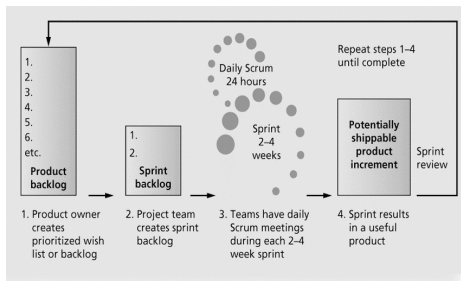 1.
2.
3.
4.
5.
6.
etc.
Product
backlog
1.
2.
Sprint
backlog
Daily Scrum
24 hours
Sprint
2–4
weeks
Repeat steps 1–4
until complete
Potentially
shippable
product
increment
Sprint
review
1. Product owner
creates
prioritized wish
list or backlog
2. Project team
creates sprint
backlog
3. Teams have daily
Scrum meetings
during each 2–4
week sprint
4. Sprint results
in a useful
product